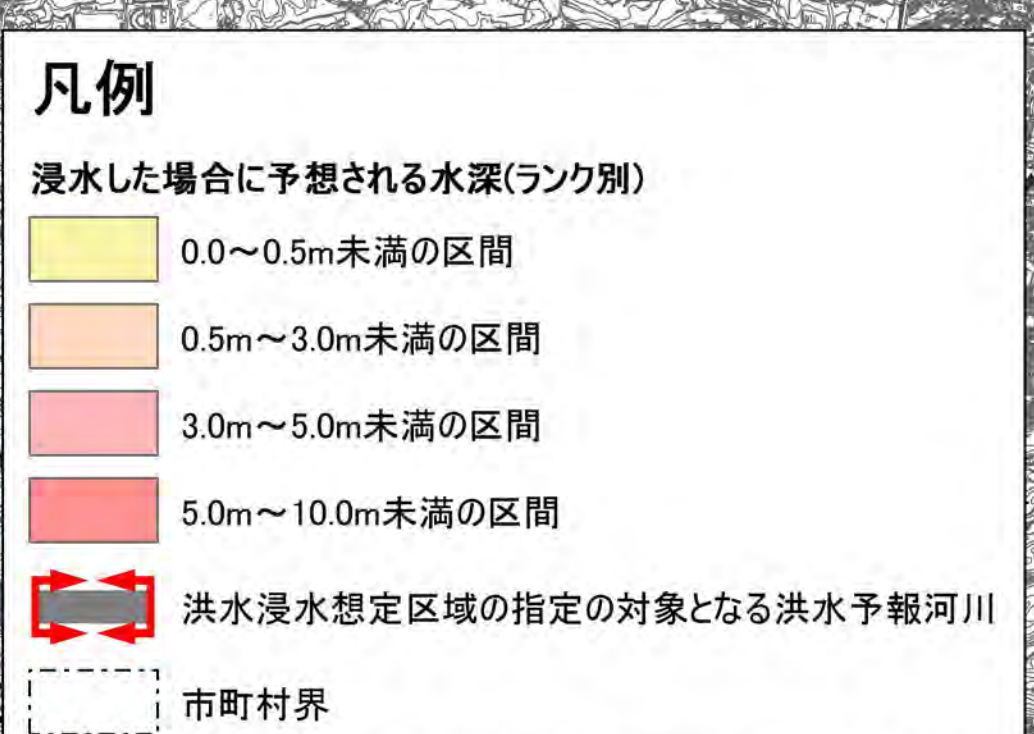 凡例
浸水した場合に予想される水深(ランク別)
0.0～0.5m未満の区間
0.5m～3.0m未満の区間
3.0m～5.0m未満の区間
5.0m～10.0m未満の区間
洪水浸水想定区域の指定の対象となる洪水予報河川
市町村界